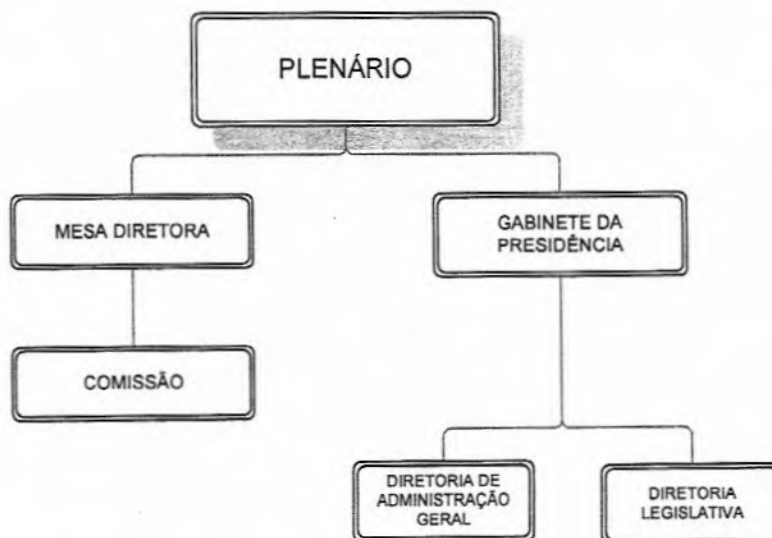 PLENÁRIO
MESA DIRETORA
GABINETE DA
PRESIDÊNCIA
COMISSÃO
DIRETORIA DE
ADMINISTRAÇÃO
GERAL
DIRETORIA
LEGISLATIVA